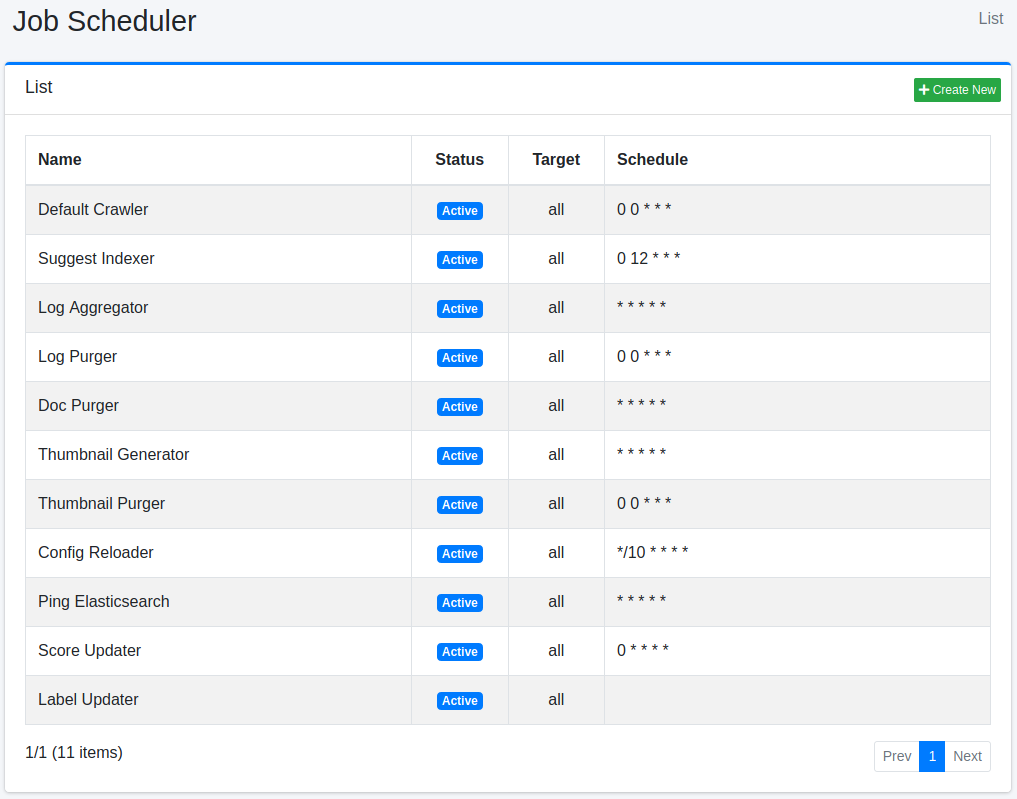 Job Scheduler List
List + Create New
Name Status Target Schedule
Default Crawler Active all 0 0 * * *
Suggest Indexer Active all 0 12 * * *
Log Aggregator Active all * * * * *
Log Purger Active all 0 0 * * *
Doc Purger Active all * * * * *
Thumbnail Generator Active all * * * * *
Thumbnail Purger Active all 0 0 * * *
Config Reloader Active all */10 * * * *
Ping Elasticsearch Active all * * * * *
Score Updater Active all 0 * * * *
Label Updater Active all
1/1 (11 items) Prev 1 Next